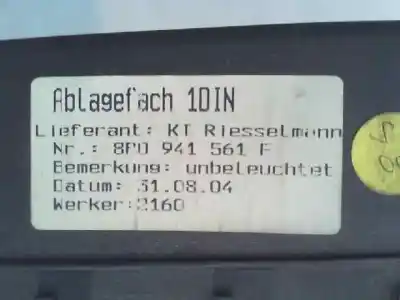 Ablagefach 1DIN
Lieferant: KT Riesselmann
Nr.: 8P0 941 561 F
Bemerkung: unbeleuchtet
Datum: 31.08.04
Werker:2160